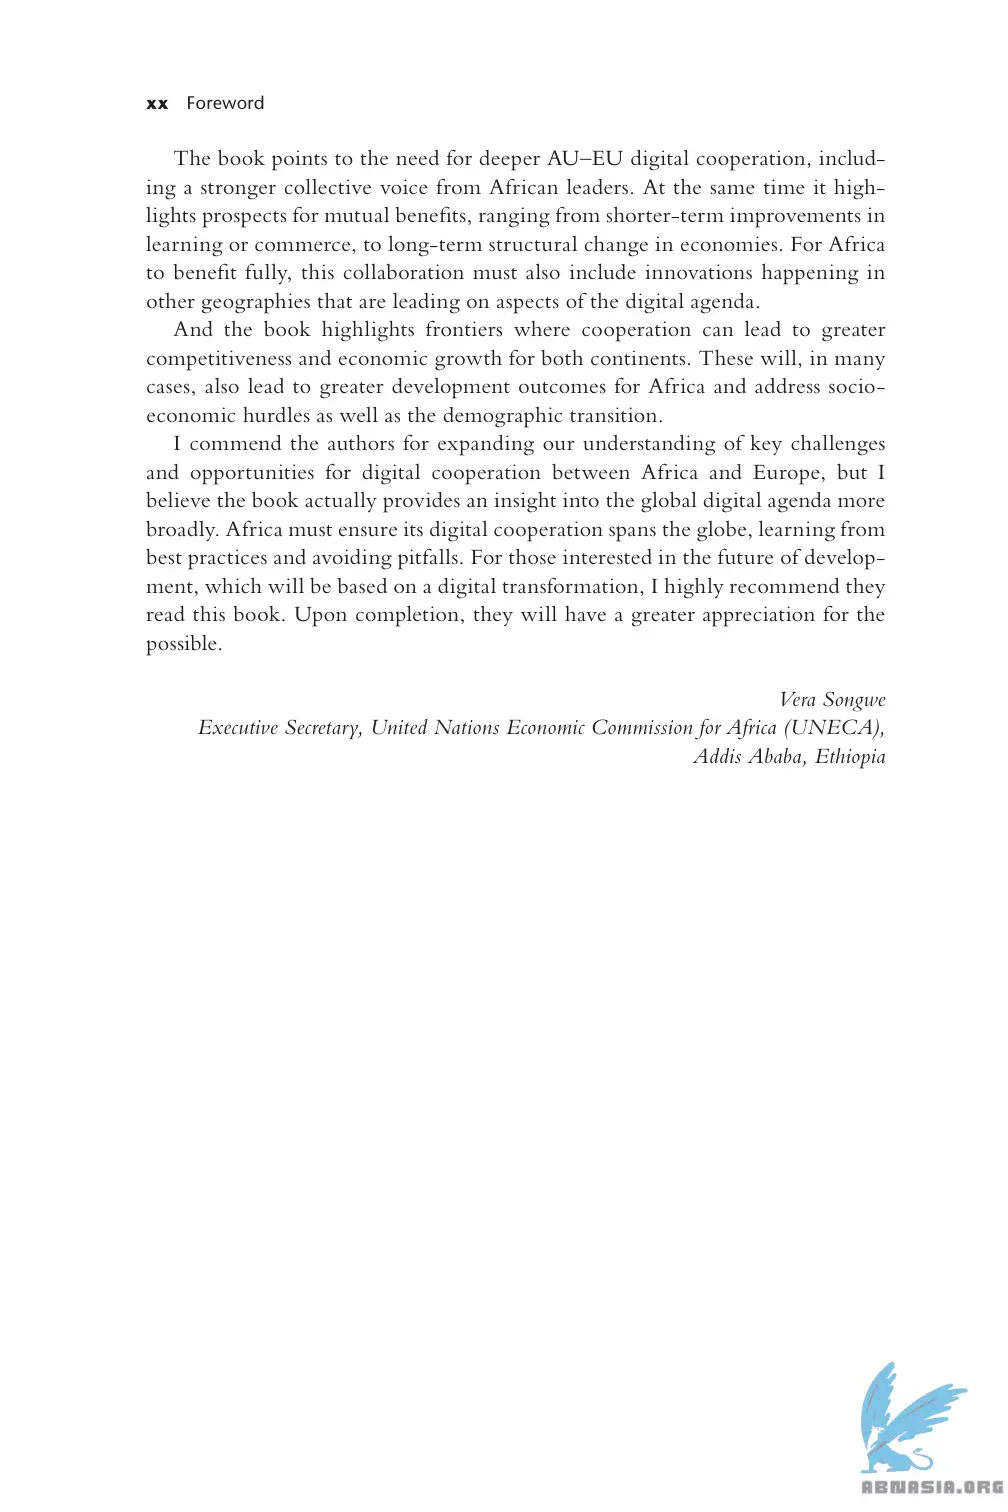 xx Foreword
The book points to the need for deeper AU–EU digital cooperation, includ-
ing a stronger collective voice from African leaders. At the same time it high-
lights prospects for mutual benefits, ranging from shorter-term improvements in
learning or commerce, to long-term structural change in economies. For Africa
to benefit fully, this collaboration must also include innovations happening in
other geographies that are leading on aspects of the digital agenda.
And the book highlights frontiers where cooperation can lead to greater
competitiveness and economic growth for both continents. These will, in many
cases, also lead to greater development outcomes for Africa and address socio-
economic hurdles as well as the demographic transition.
I commend the authors for expanding our understanding of key challenges
and opportunities for digital cooperation between Africa and Europe, but I
believe the book actually provides an insight into the global digital agenda more
broadly. Africa must ensure its digital cooperation spans the globe, learning from
best practices and avoiding pitfalls. For those interested in the future of develop-
ment, which will be based on a digital transformation, I highly recommend they
read this book. Upon completion, they will have a greater appreciation for the
possible.
Vera Songwe
Executive Secretary, United Nations Economic Commission for Africa (UNECA),
Addis Ababa, Ethiopia
ABNASIA.ORG